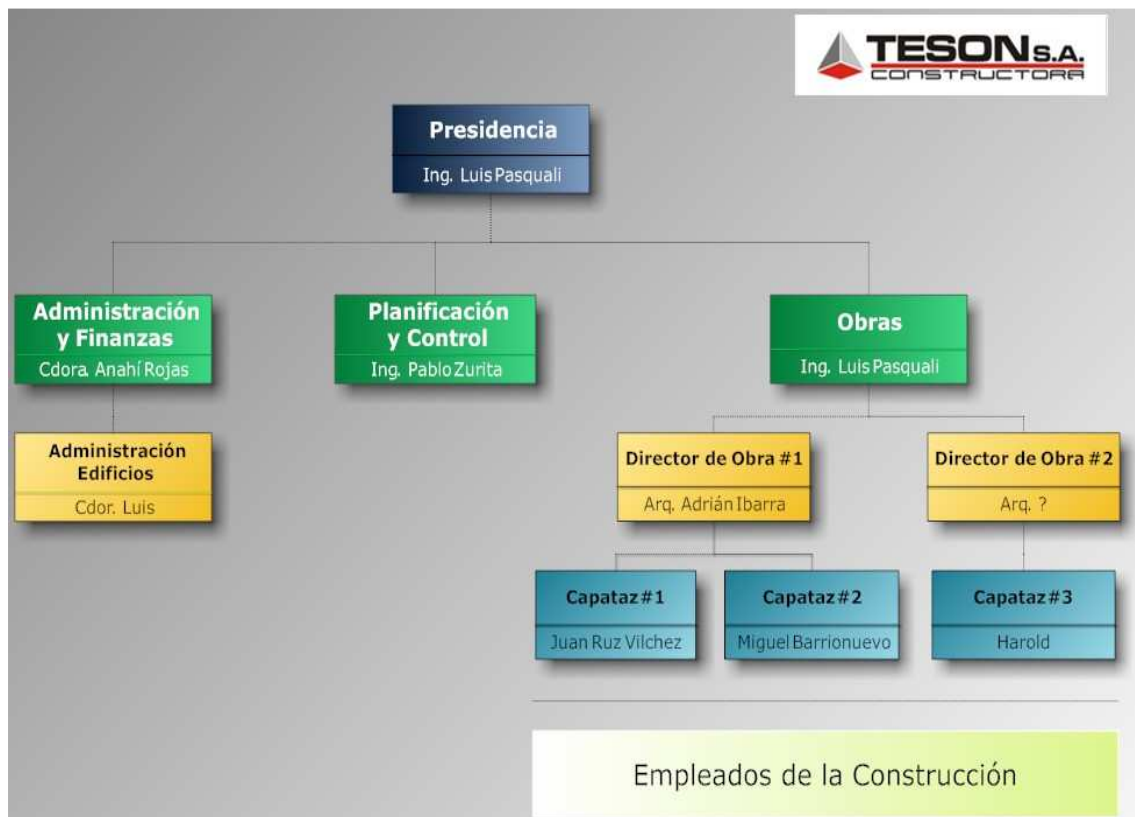 TESON S.A.
CONSTRUCTORA
Presidencia
Ing. Luis Pasquali
Administración
y Finanzas
Cdora. Anahí Rojas
Planificación
y Control
Ing. Pablo Zurita
Obras
Ing. Luis Pasquali
Administración
Edificios
Cdor. Luis
Director de Obra #1
Arq. Adrián Ibarra
Director de Obra #2
Arq. ?
Capataz #1
Juan Ruz Vilchez
Capataz #2
Miguel Barrionuevo
Capataz #3
Harold
Empleados de la Construcción